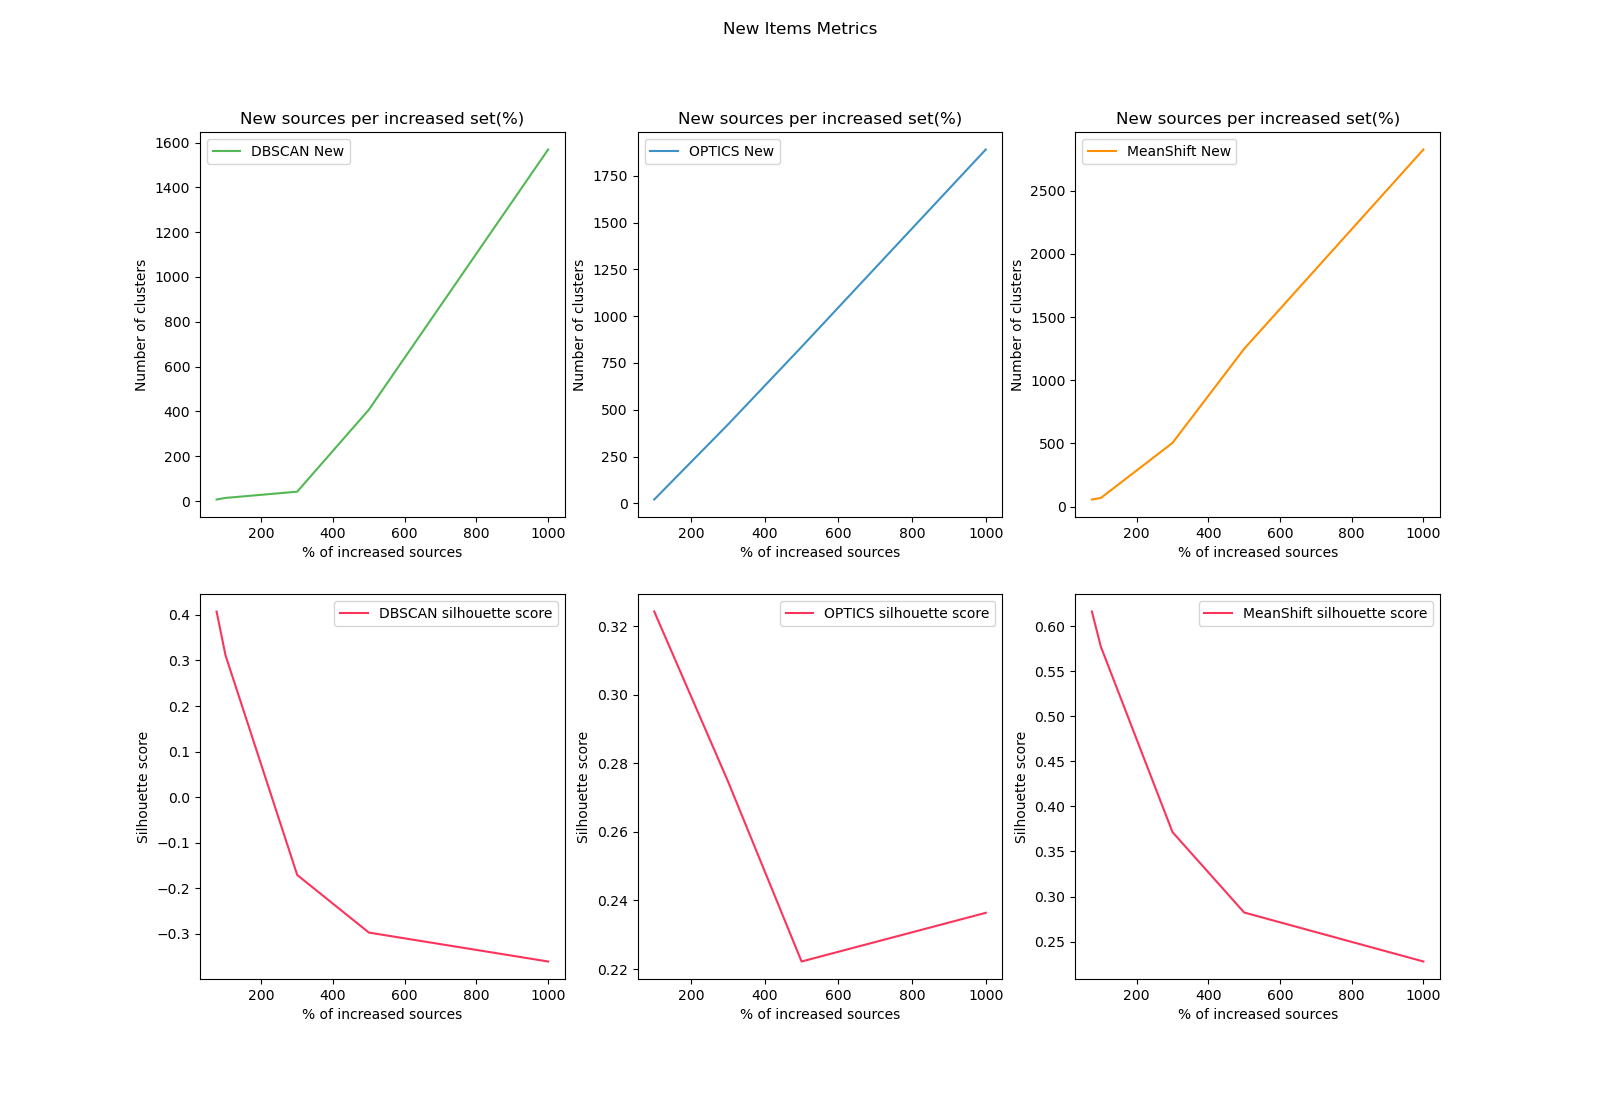 New Items Metrics
New sources per increased set(%)
DBSCAN New
1600
1400
1200
1000
800
600
400
200
0
Number of clusters
200 400 600 800 1000
% of increased sources
New sources per increased set(%)
OPTICS New
1750
1500
1250
1000
750
500
250
0
Number of clusters
200 400 600 800 1000
% of increased sources
New sources per increased set(%)
MeanShift New
2500
2000
1500
1000
500
0
Number of clusters
200 400 600 800 1000
% of increased sources
DBSCAN silhouette score
0.4
0.3
0.2
0.1
0.0
−0.1
−0.2
−0.3
Silhouette score
200 400 600 800 1000
% of increased sources
OPTICS silhouette score
0.32
0.30
0.28
0.26
0.24
0.22
Silhouette score
200 400 600 800 1000
% of increased sources
MeanShift silhouette score
0.60
0.55
0.50
0.45
0.40
0.35
0.30
0.25
Silhouette score
200 400 600 800 1000
% of increased sources